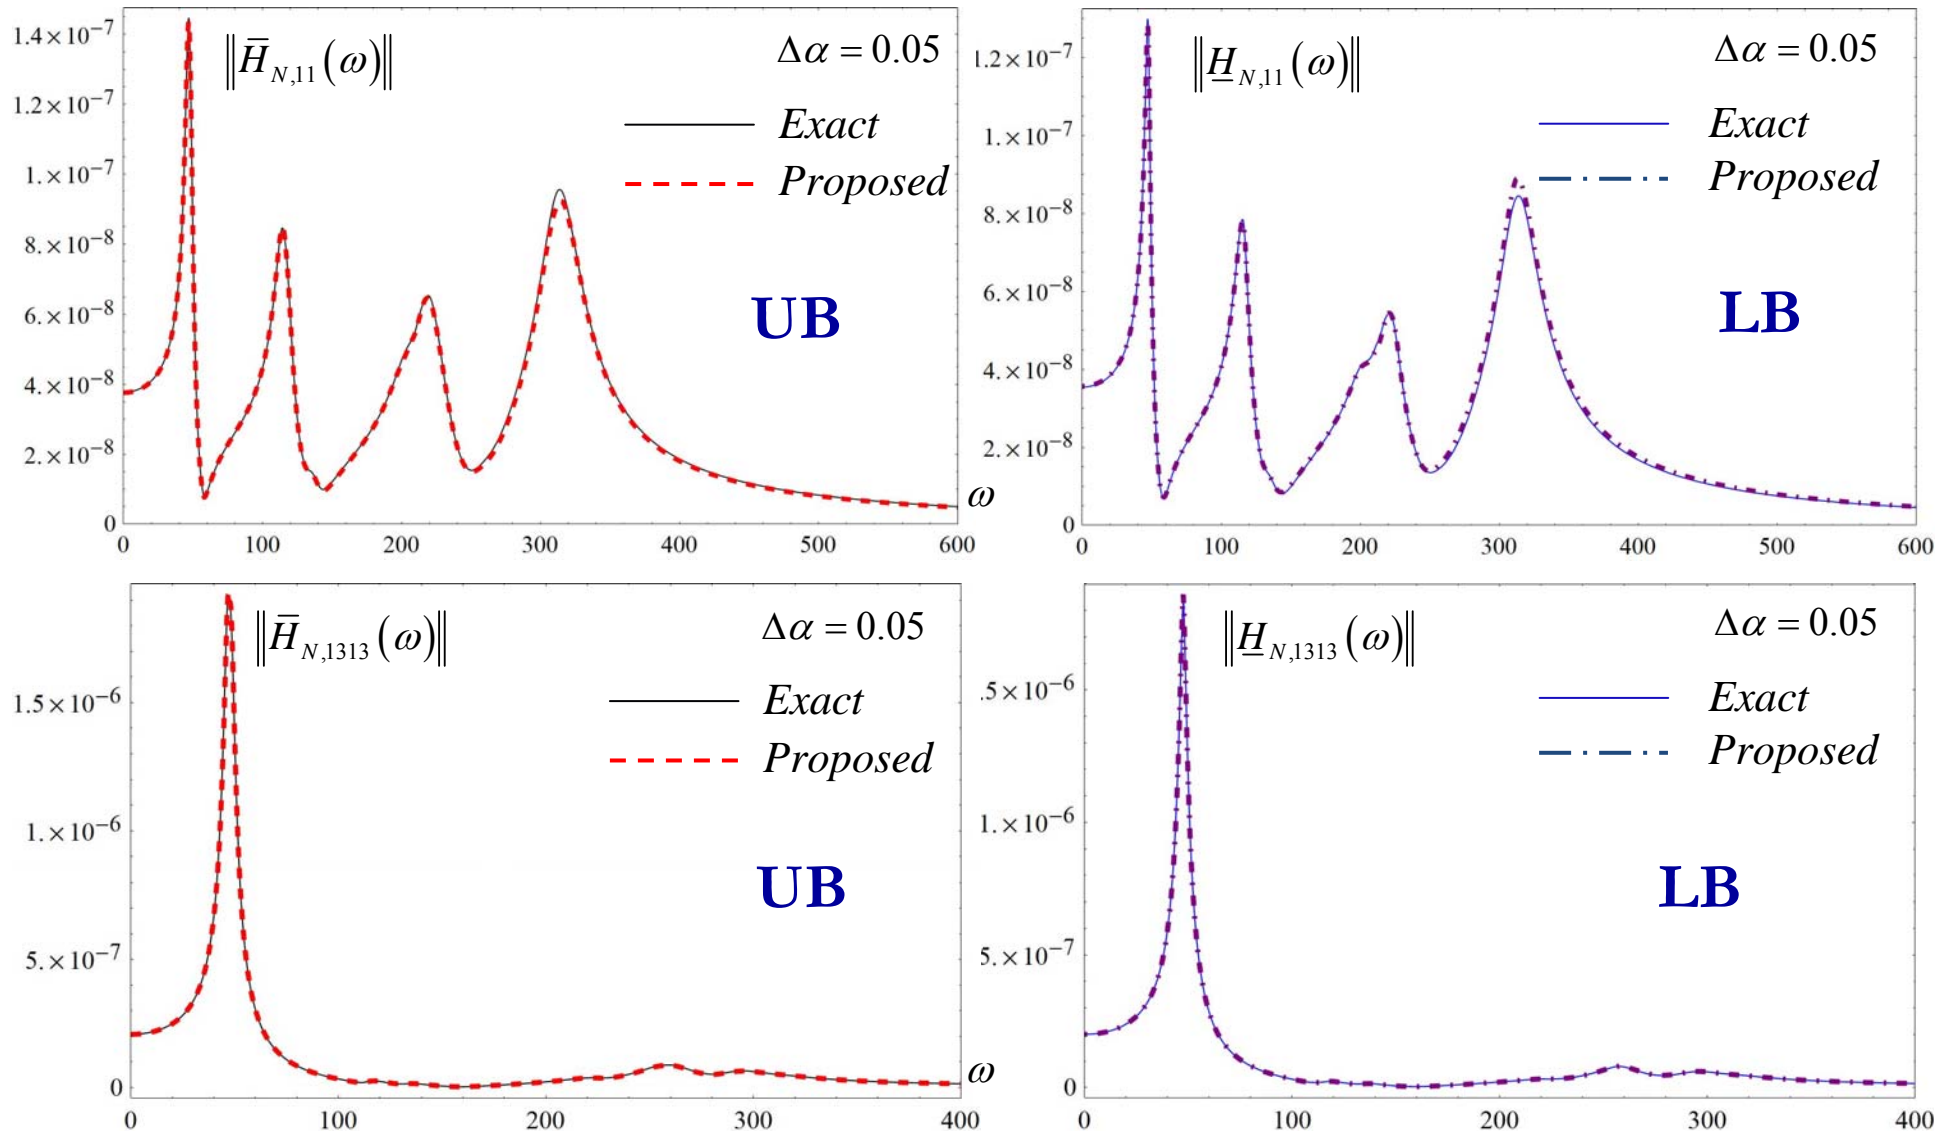 ‖H̅_N,11(ω)‖
Δα = 0.05
Exact
Proposed
UB
1.4×10⁻⁷
1.2×10⁻⁷
1.×10⁻⁷
8.×10⁻⁸
6.×10⁻⁸
4.×10⁻⁸
2.×10⁻⁸
0
0 100 200 300 400 500 600
ω
‖H̲_N,11(ω)‖
Δα = 0.05
Exact
Proposed
LB
1.2×10⁻⁷
1.×10⁻⁷
8.×10⁻⁸
6.×10⁻⁸
4.×10⁻⁸
2.×10⁻⁸
0
0 100 200 300 400 500 600
‖H̅_N,1313(ω)‖
Δα = 0.05
Exact
Proposed
UB
1.5×10⁻⁶
1.×10⁻⁶
5.×10⁻⁷
0
0 100 200 300 400
ω
‖H̲_N,1313(ω)‖
Δα = 0.05
Exact
Proposed
LB
.5×10⁻⁶
1.×10⁻⁶
5.×10⁻⁷
0
0 100 200 300 400